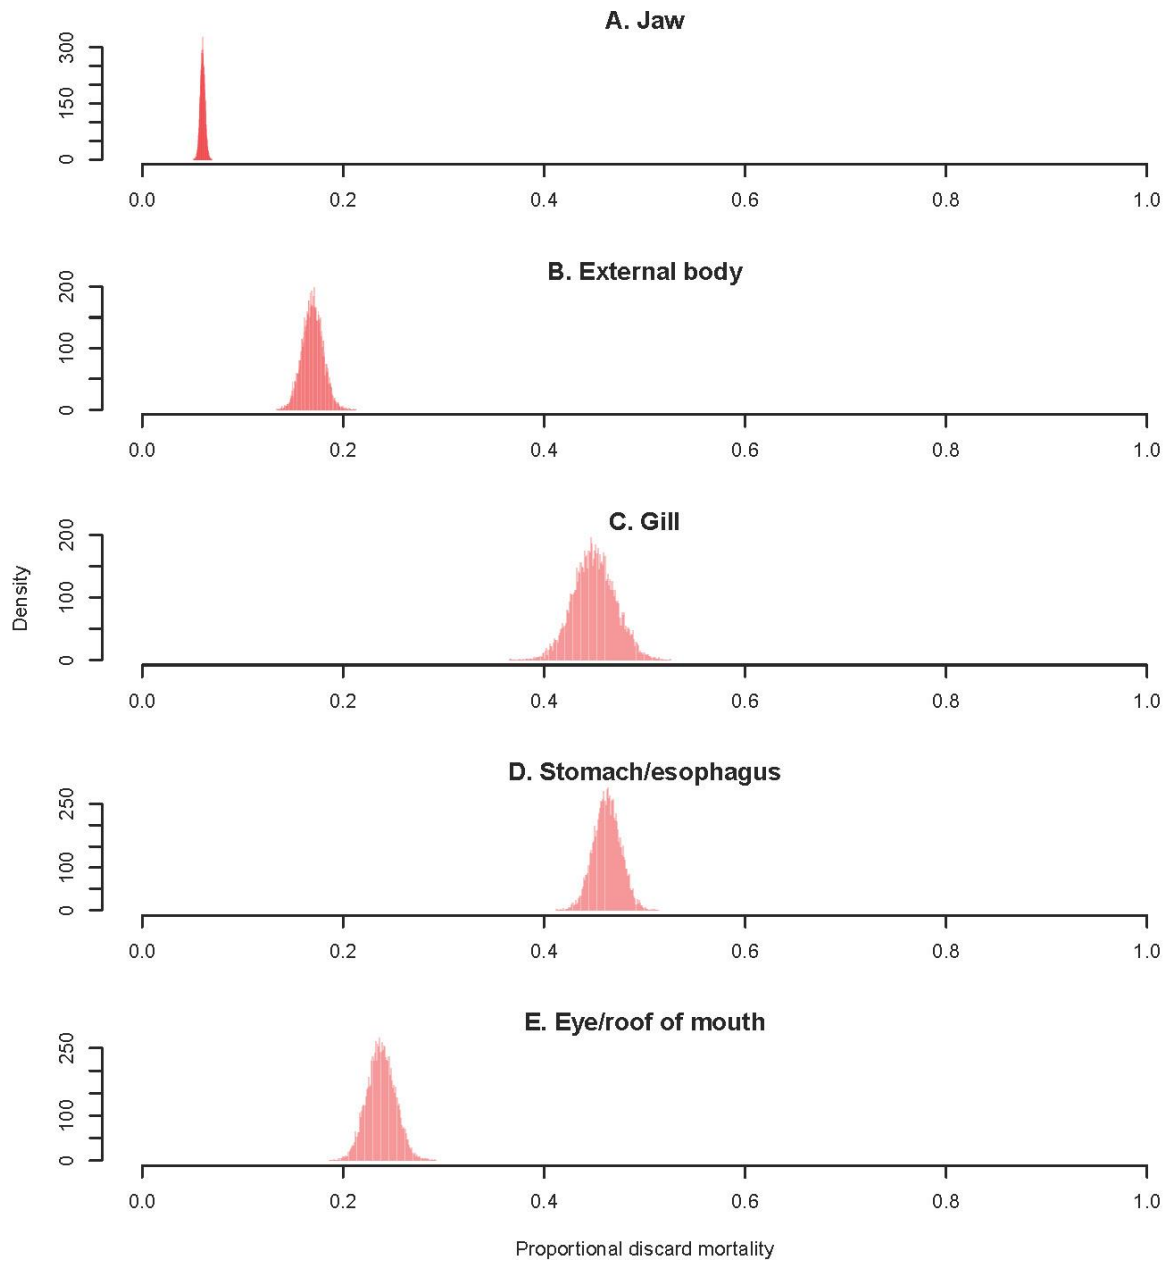 A. Jaw
300
150
0
0.0 0.2 0.4 0.6 0.8 1.0
B. External body
200
100
0
0.0 0.2 0.4 0.6 0.8 1.0
C. Gill
200
100
0
0.0 0.2 0.4 0.6 0.8 1.0
Density
D. Stomach/esophagus
250
100
0
0.0 0.2 0.4 0.6 0.8 1.0
E. Eye/roof of mouth
250
100
0
0.0 0.2 0.4 0.6 0.8 1.0
Proportional discard mortality